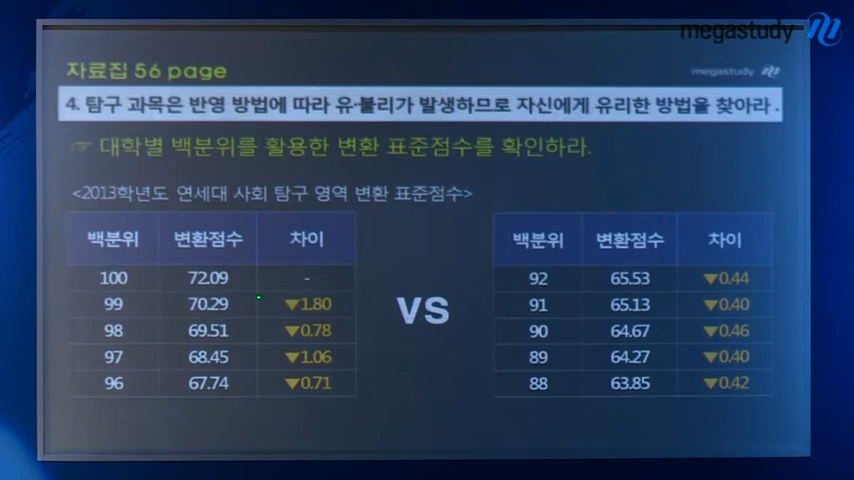 megastudy
자료집 56 page
megastudy
4. 탐구 과목은 반영 방법에 따라 유·불리가 발생하므로 자신에게 유리한 방법을 찾아라.
☞ 대학별 백분위를 활용한 변환 표준점수를 확인하라.
<2013학년도 연세대 사회 탐구 영역 변환 표준점수>
백분위 변환점수 차이
100 72.09 -
99 70.29 ▼1.80
98 69.51 ▼0.78
97 68.45 ▼1.06
96 67.74 ▼0.71
VS
백분위 변환점수 차이
92 65.53 ▼0.44
91 65.13 ▼0.40
90 64.67 ▼0.46
89 64.27 ▼0.40
88 63.85 ▼0.42